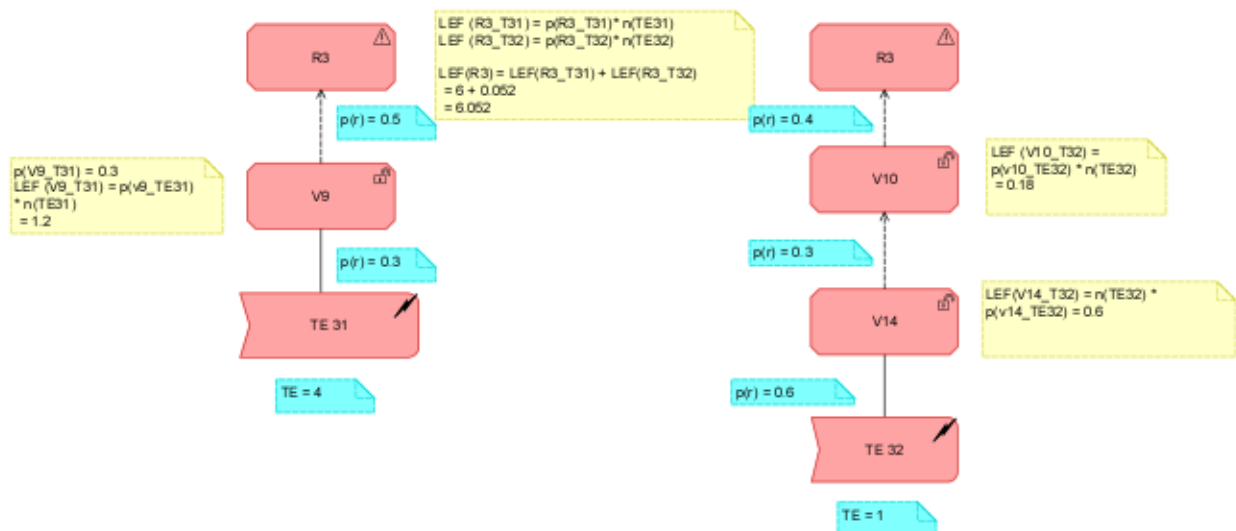 R3
LEF (R3_T31) = p(R3_T31)* n(TE31)
LEF (R3_T32) = p(R3_T32)* n(TE32)
LEF(R3) = LEF(R3_T31) + LEF(R3_T32)
= 6 + 0.052
= 6.052
R3
p(r) = 0.5
p(r) = 0.4
p(V9_T31) = 0.3
LEF (V9_T31) = p(v9_TE31)
* n(TE31)
= 1.2
V9
V10
LEF (V10_T32) =
p(v10_TE32) * n(TE32)
= 0.18
p(r) = 0.3
p(r) = 0.3
TE 31
V14
LEF(V14_T32) = n(TE32) *
p(v14_TE32) = 0.6
TE = 4
p(r) = 0.6
TE 32
TE = 1